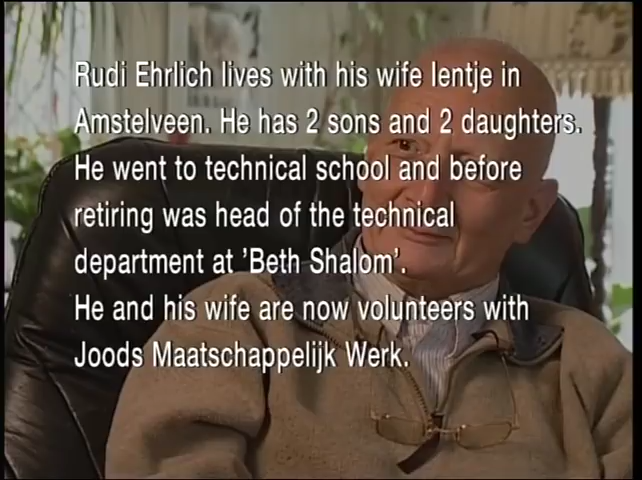 Rudi Ehrlich lives with his wife Ientje in
Amstelveen. He has 2 sons and 2 daughters.
He went to technical school and before
retiring was head of the technical
department at 'Beth Shalom'.
He and his wife are now volunteers with
Joods Maatschappelijk Werk.